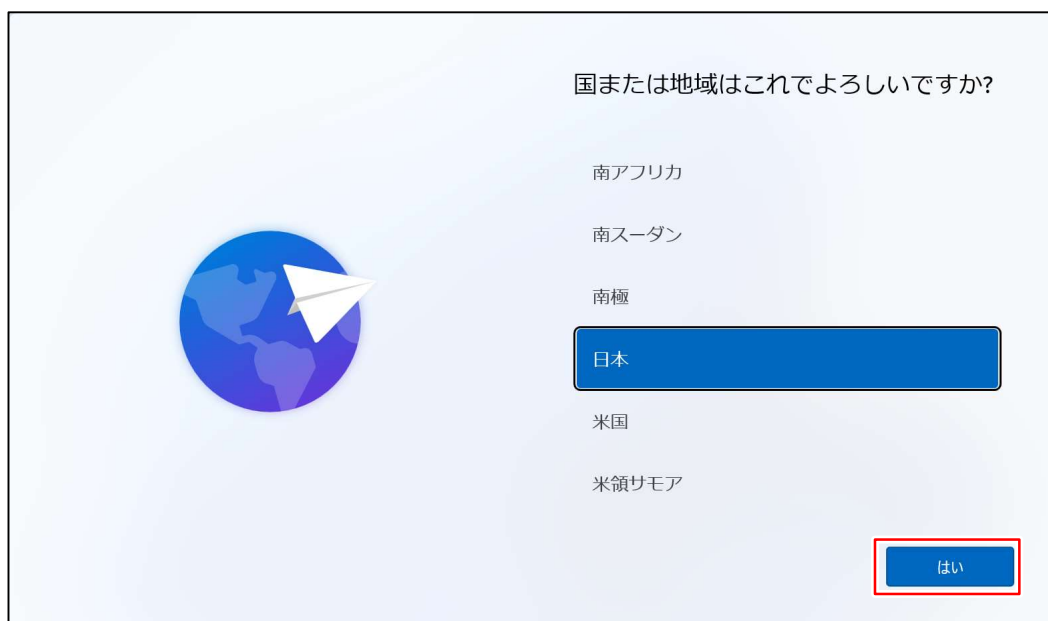 国または地域はこれでよろしいですか?
南アフリカ
南スーダン
南極
日本
米国
米領サモア
はい